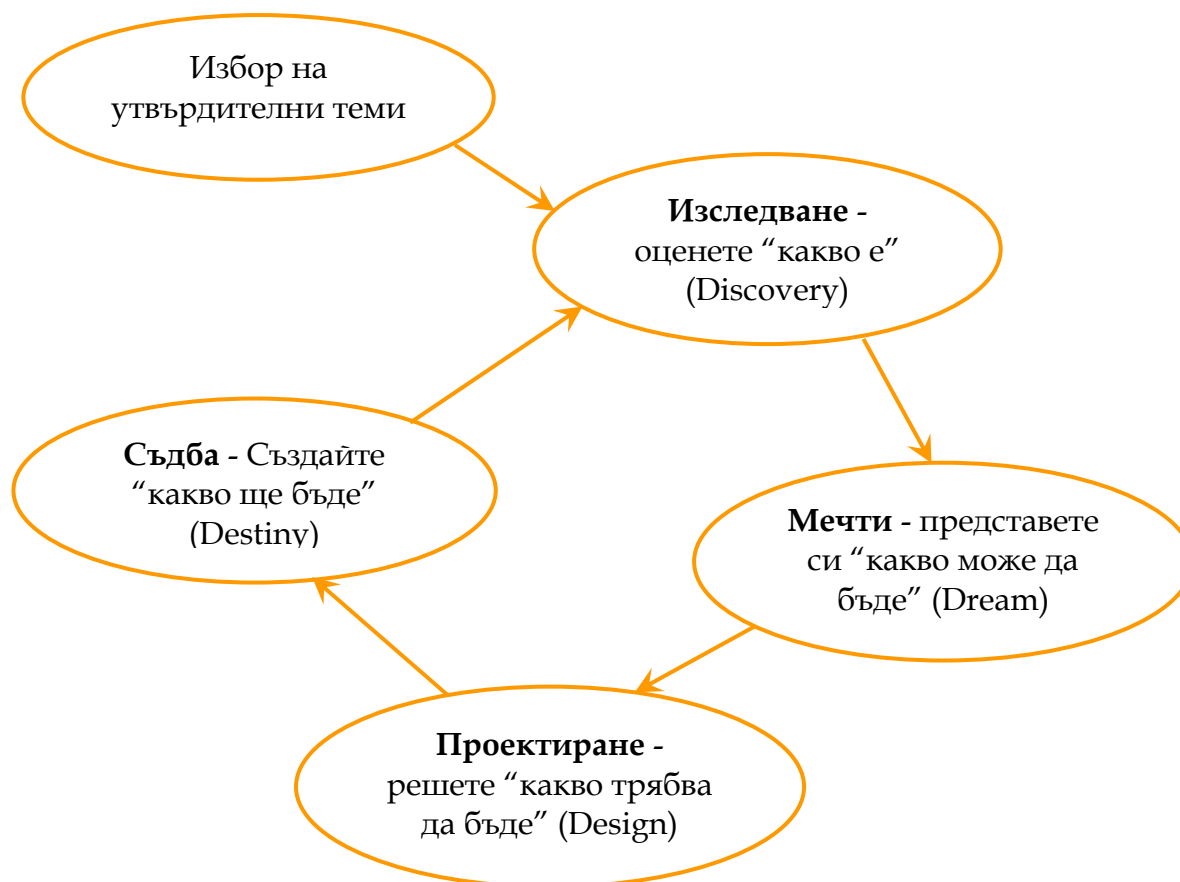 Избор на
утвърдителни теми
Изследване -
оценете “какво е”
(Discovery)
Мечти - представете
си “какво може да
бъде” (Dream)
Проектиране -
решете “какво трябва
да бъде” (Design)
Съдба - Създайте
“какво ще бъде”
(Destiny)